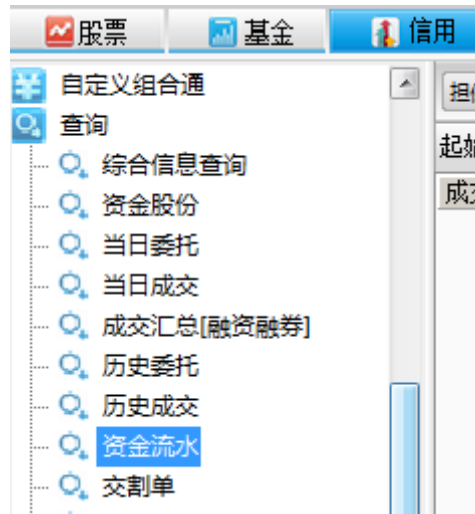 股票 基金 信用
自定义组合通
查询
起始
综合信息查询
资金股份
当日委托
当日成交
成交汇总[融资融券]
历史委托
历史成交
资金流水
交割单